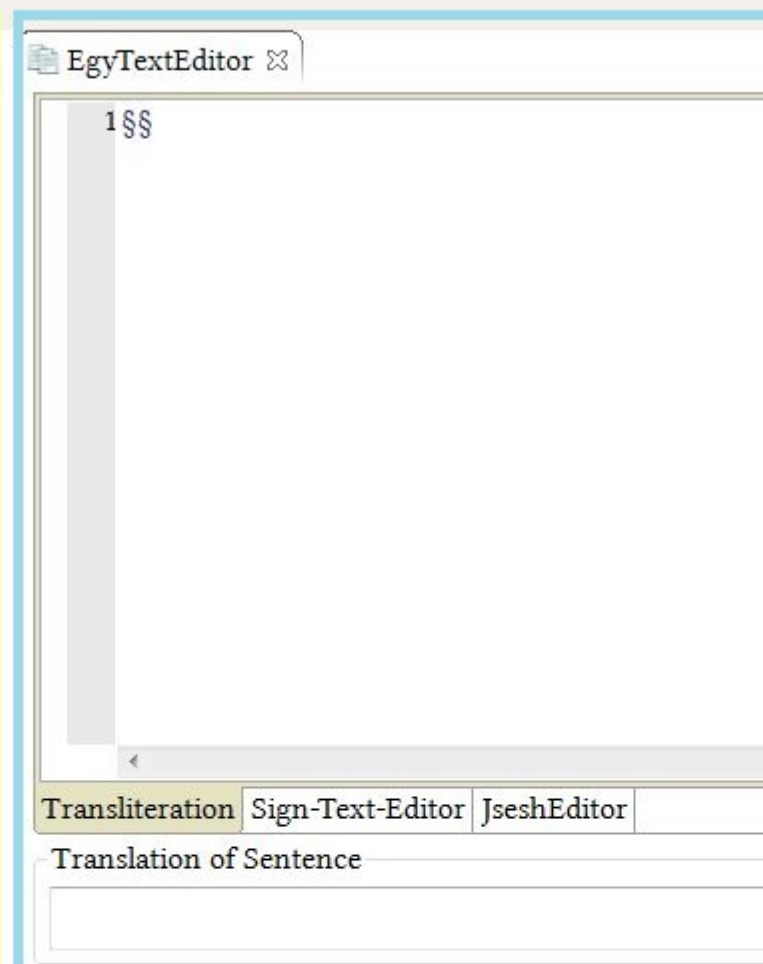 EgyTextEditor
1§§
Transliteration Sign-Text-Editor JseshEditor
Translation of Sentence